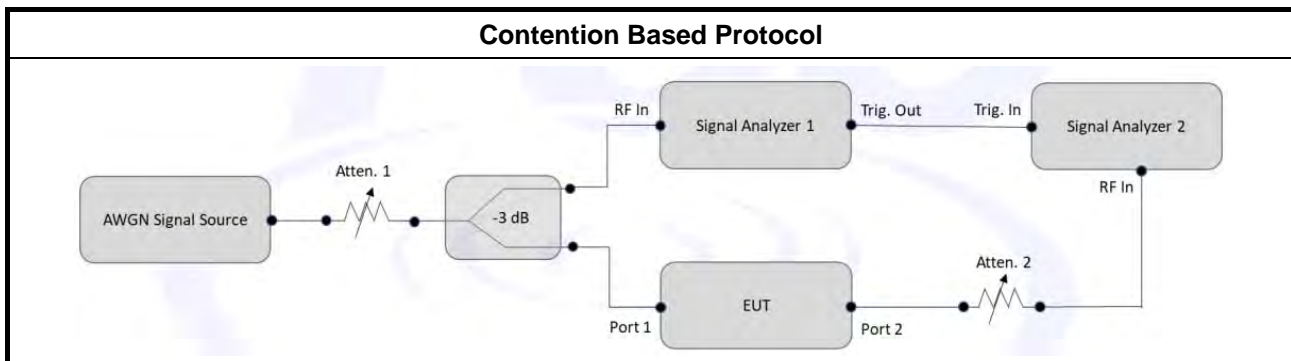 Contention Based Protocol
RF In
Signal Analyzer 1
Trig. Out
Trig. In
Signal Analyzer 2
RF In
Atten. 1
AWGN Signal Source
-3 dB
Atten. 2
EUT
Port 1
Port 2